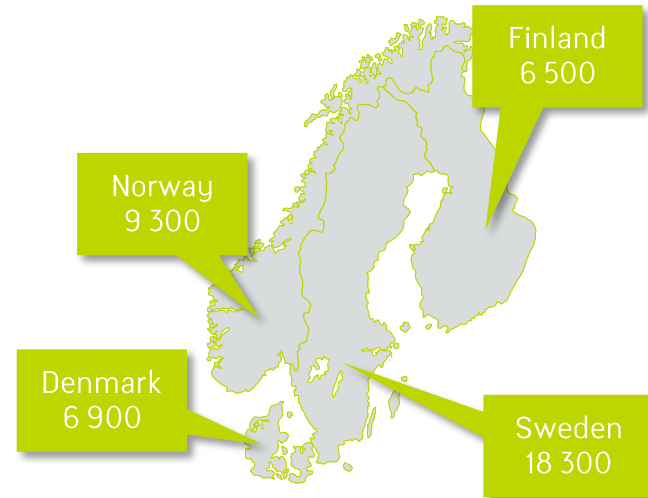 Finland
6 500
Norway
9 300
Denmark
6 900
Sweden
18 300